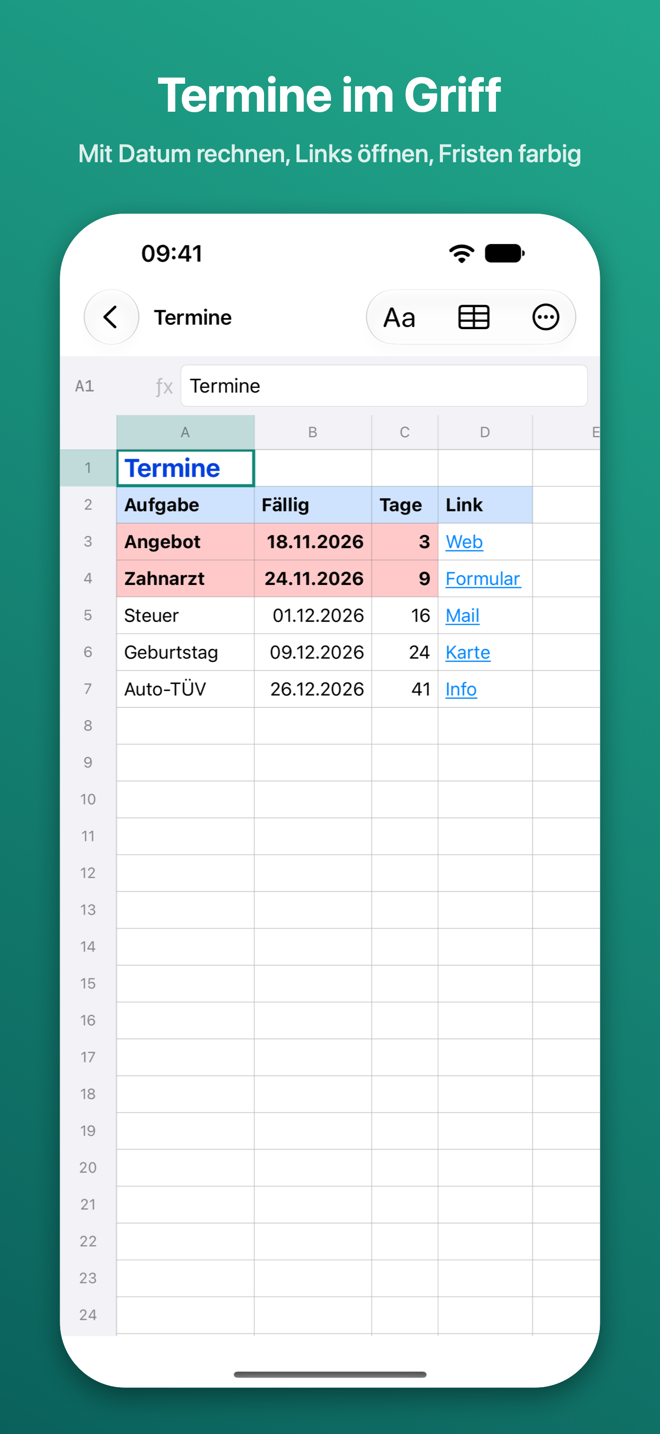 Termine im Griff
Mit Datum rechnen, Links öffnen, Fristen farbig
09:41
Termine
Aa
A1 fx Termine
A B C D E
1 Termine
2 Aufgabe Fällig Tage Link
3 Angebot 18.11.2026 3 Web
4 Zahnarzt 24.11.2026 9 Formular
5 Steuer 01.12.2026 16 Mail
6 Geburtstag 09.12.2026 24 Karte
7 Auto-TÜV 26.12.2026 41 Info
8
9
10
11
12
13
14
15
16
17
18
19
20
21
22
23
24